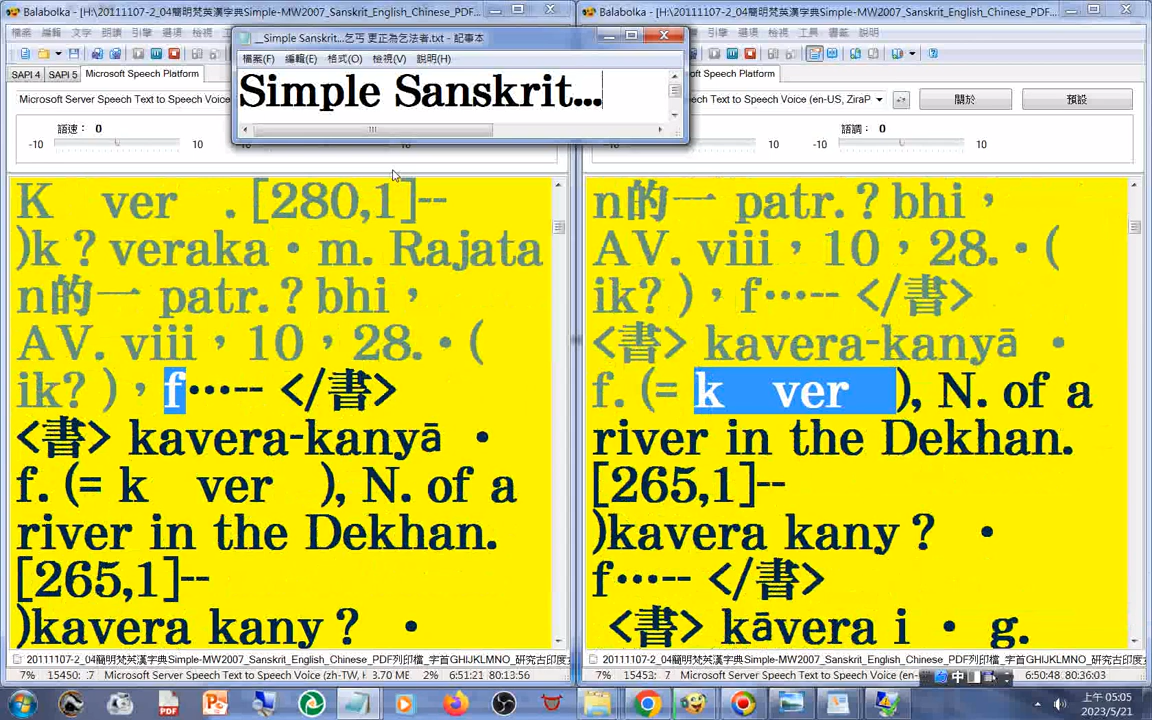 Balabolka - [H:\20111107-2_04簡明梵英漢字典Simple-MW2007_Sanskrit_English_Chinese_PDF...
Balabolka - [H:\20111107-2_04簡明梵英漢字典Simple-MW2007_Sanskrit_English_Chinese_PDF...
__Simple Sanskrit...乞丐 更正為乞法者.txt - 記事本
檔案(F) 編輯(E) 格式(O) 檢視(V) 說明(H)
Simple Sanskrit...
SAPI 4 SAPI 5 Microsoft Speech Platform
Speech Platform
Microsoft Server Speech Text to Speech Voice
Speech Text to Speech Voice (en-US, ZiraP
關於 預設
語速: 0
-10 10
語調: 0
-10 10
K ver . [280,1]--
)k ? veraka • m. Rajata
n的一 patr. ? bhi，
AV. viii，10，28. • (
ik? )，f⋯-- </書>
<書> kavera-kanyā •
f. (= k ver ), N. of a
river in the Dekhan.
[265,1]--
)kavera kany ? •
n的一 patr. ? bhi，
AV. viii，10，28. • (
ik? )，f⋯-- </書>
<書> kavera-kanyā •
f. (= k ver ), N. of a
river in the Dekhan.
[265,1]--
)kavera kany ? •
f⋯-- </書>
<書> kāvera i • g.
20111107-2_04簡明梵英漢字典Simple-MW2007_Sanskrit_English_Chinese_PDF列印檔_字首GHIJKLMNO_研究古印度
20111107-2_04簡明梵英漢字典Simple-MW2007_Sanskrit_English_Chinese_PDF列印檔_字首GHIJKLMNO_研究古印度
7% 15450: :7 Microsoft Server Speech Text to Speech Voice (zh-TW, 3.70 ME 2% 6:51:21 80:13:56
7% 15453: :7 Microsoft Server Speech Text to Speech Voice 6:50:48 80:36:03
中
上午 05:05
2023/5/21